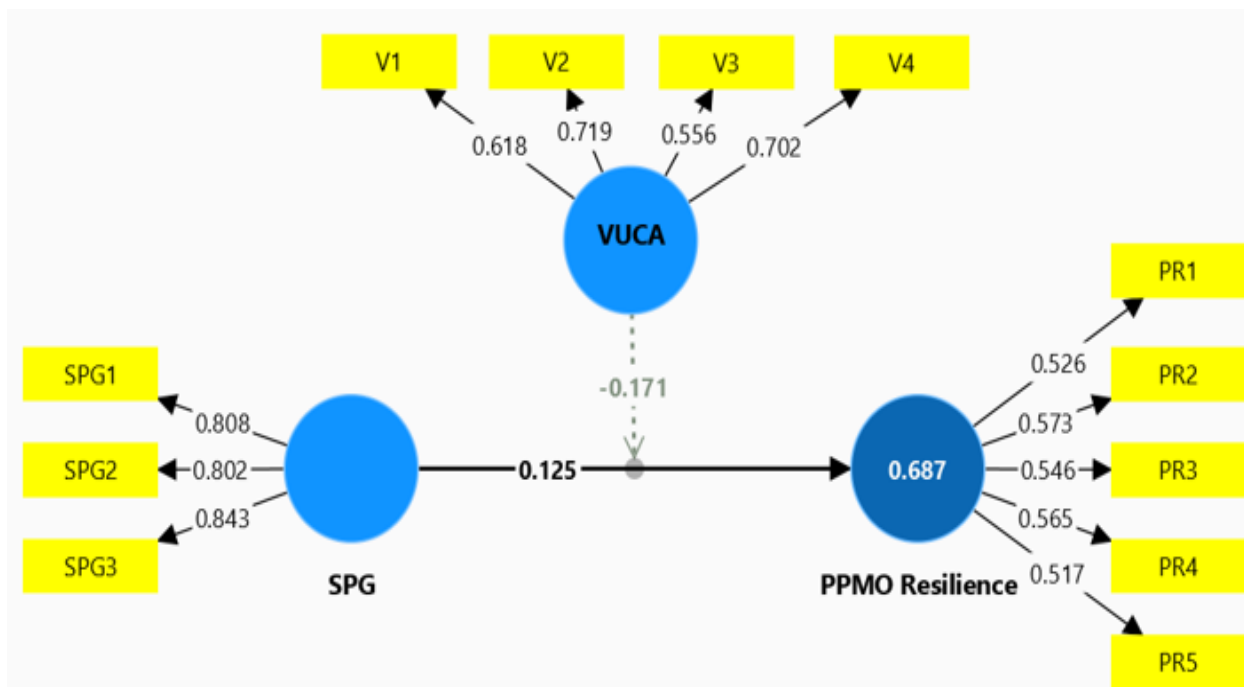 V1
V2
V3
V4
0.618
0.719
0.556
0.702
VUCA
-0.171
SPG1
SPG2
SPG3
0.808
0.802
0.843
SPG
0.125
0.687
PPMO Resilience
0.526
0.573
0.546
0.565
0.517
PR1
PR2
PR3
PR4
PR5